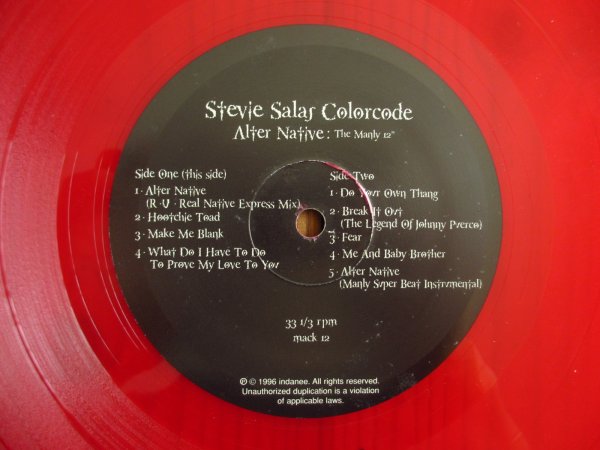 Stevie Salas Colorcode
Alter Native: The Manly 12"
Side One (this side)
1 · Alter Native
(R·U· Real Native Express Mix)
2 · Hootchie Toad
3 · Make Me Blank
4 · What Do I Have To Do
To Prove My Love To You
Side Two
1 · Do Your Own Thang
2 · Break It Out
(The Legend Of Johnny Puerco)
3 · Fear
4 · Me And Baby Brother
5 · Alter Native
(Manly Super Beat Instrumental)
33 1/3 rpm
mack 12
℗ © 1996 indanee. All rights reserved.
Unauthorized duplication is a violation
of applicable laws.